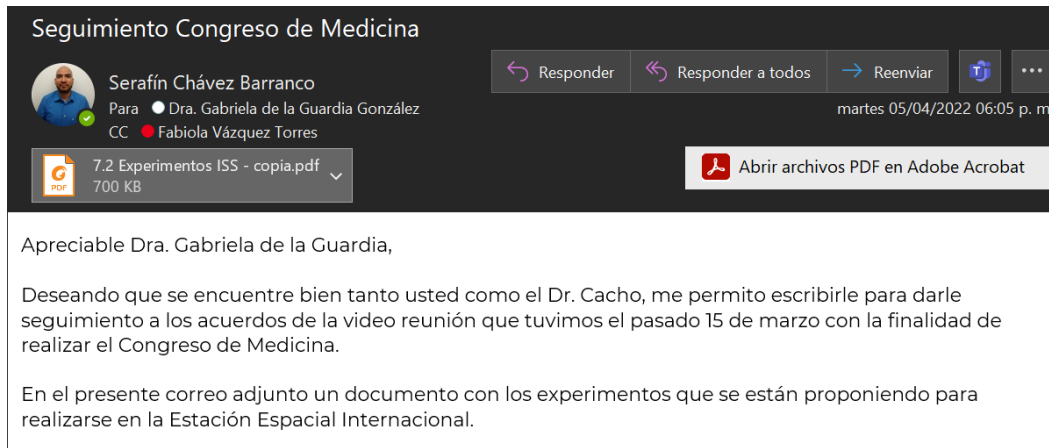 Seguimiento Congreso de Medicina
Serafín Chávez Barranco
Para Dra. Gabriela de la Guardia González
CC Fabiola Vázquez Torres
Responder
Responder a todos
Reenviar
martes 05/04/2022 06:05 p. m
7.2 Experimentos ISS - copia.pdf
700 KB
PDF
Abrir archivos PDF en Adobe Acrobat
Apreciable Dra. Gabriela de la Guardia,
Deseando que se encuentre bien tanto usted como el Dr. Cacho, me permito escribirle para darle
seguimiento a los acuerdos de la video reunión que tuvimos el pasado 15 de marzo con la finalidad de
realizar el Congreso de Medicina.
En el presente correo adjunto un documento con los experimentos que se están proponiendo para
realizarse en la Estación Espacial Internacional.